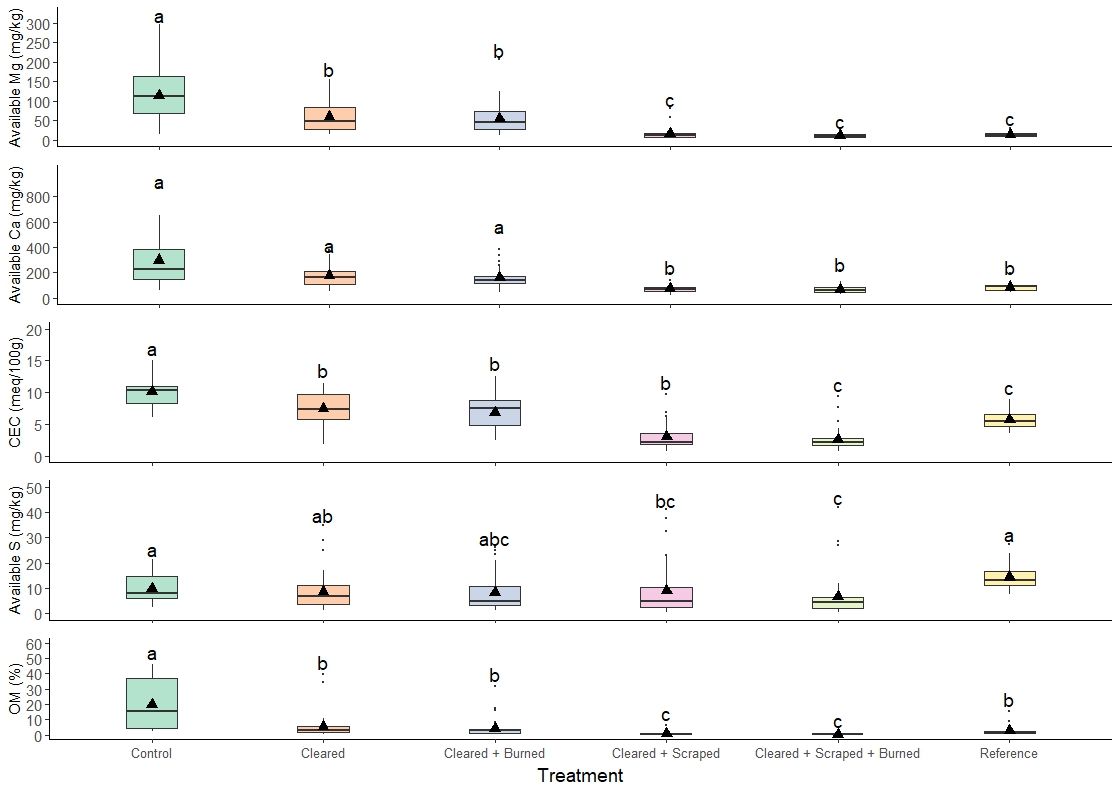 Available Mg (mg/kg)
300
250
200
150
100
50
0
a
b
b
c
c
c
Available Ca (mg/kg)
800
600
400
200
0
a
a
a
b
b
b
CEC (meq/100g)
20
15
10
5
0
a
b
b
b
c
c
Available S (mg/kg)
50
40
30
20
10
0
a
ab
abc
bc
c
a
OM (%)
60
50
40
30
20
10
0
a
b
b
c
c
b
Control Cleared Cleared + Burned Cleared + Scraped Cleared + Scraped + Burned Reference
Treatment